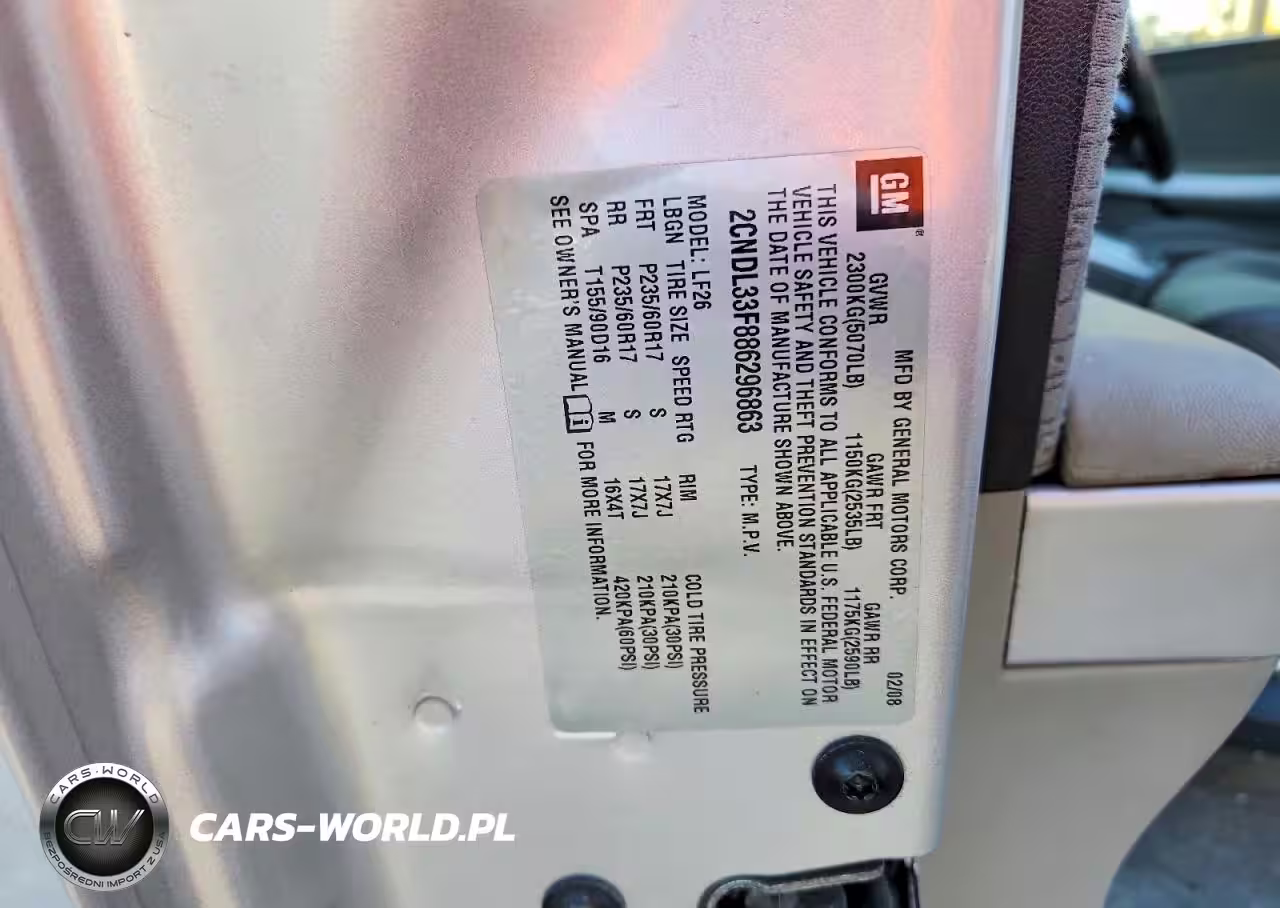 GM®
MFD BY GENERAL MOTORS CORP. 02/08
GVWR GAWR FRT GAWR RR
2300KG(5070LB) 1150KG(2535LB) 1175KG(2590LB)
THIS VEHICLE CONFORMS TO ALL APPLICABLE U.S. FEDERAL MOTOR
VEHICLE SAFETY AND THEFT PREVENTION STANDARDS IN EFFECT ON
THE DATE OF MANUFACTURE SHOWN ABOVE.
2CNDL33F886296863 TYPE: M.P.V.
MODEL: LF26
LBGN TIRE SIZE SPEED RTG RIM COLD TIRE PRESSURE
FRT P235/60R17 S 17X7J 210KPA(30PSI)
RR P235/60R17 S 17X7J 210KPA(30PSI)
SPA T155/90D16 M 16X4T 420KPA(60PSI)
SEE OWNER'S MANUAL i FOR MORE INFORMATION.
CARS-WORLD
CW
BEZPOŚREDNI IMPORT Z USA
CARS-WORLD.PL